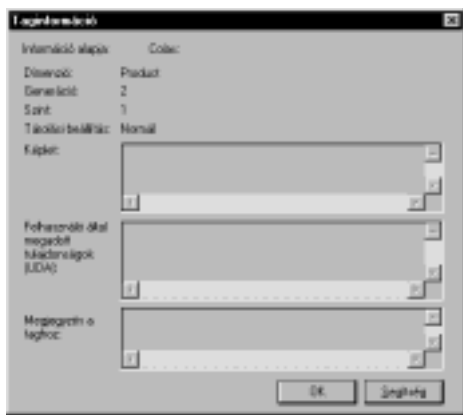 Taginformáció
Információ alapja: Colas:
Dimenzió: Product
Generáció: 2
Szint: 1
Tárolási beállítás: Normál
Képlet:
Felhasználó által
megadott
tulajdonságok
(UDA):
Megjegyzés a
taghoz:
OK
Segítség